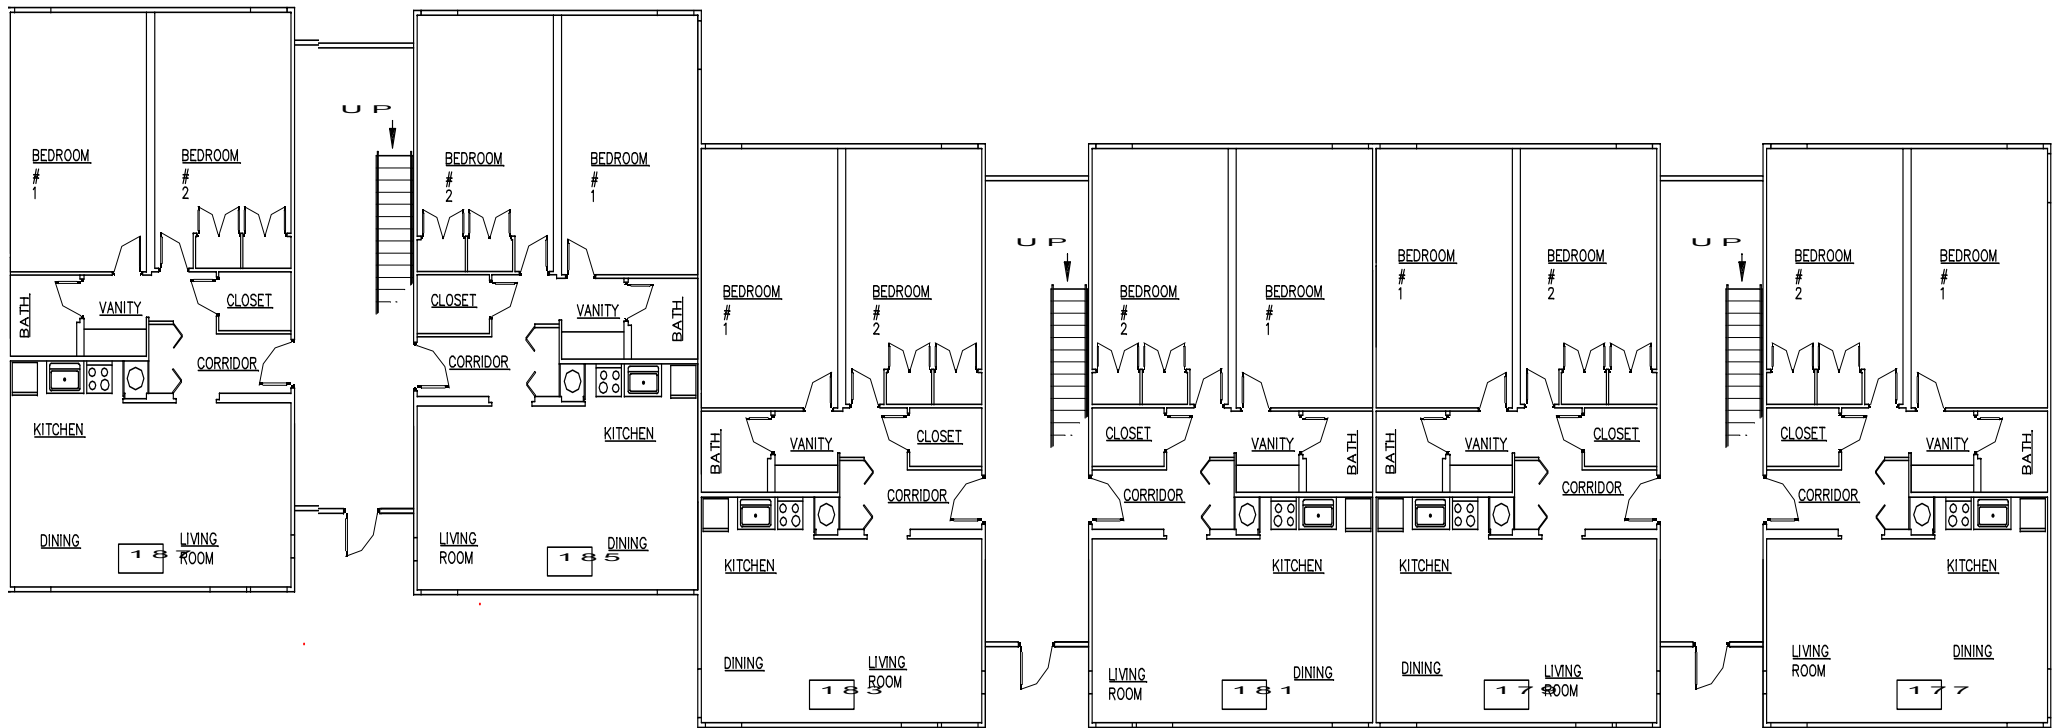 BEDROOM
#
1
BEDROOM
#
2
BATH
VANITY
CLOSET
CORRIDOR
KITCHEN
DINING
LIVING
ROOM
187
UP
BEDROOM
#
2
BEDROOM
#
1
CLOSET
VANITY
BATH
CORRIDOR
KITCHEN
LIVING
ROOM
DINING
185
BEDROOM
#
1
BEDROOM
#
2
BATH
VANITY
CLOSET
CORRIDOR
KITCHEN
DINING
LIVING
ROOM
183
UP
BEDROOM
#
2
BEDROOM
#
1
CLOSET
VANITY
BATH
CORRIDOR
KITCHEN
LIVING
ROOM
DINING
181
BEDROOM
#
1
BEDROOM
#
2
BATH
VANITY
CLOSET
CORRIDOR
KITCHEN
DINING
LIVING
ROOM
179
UP
BEDROOM
#
2
BEDROOM
#
1
CLOSET
VANITY
BATH
CORRIDOR
KITCHEN
LIVING
ROOM
DINING
177